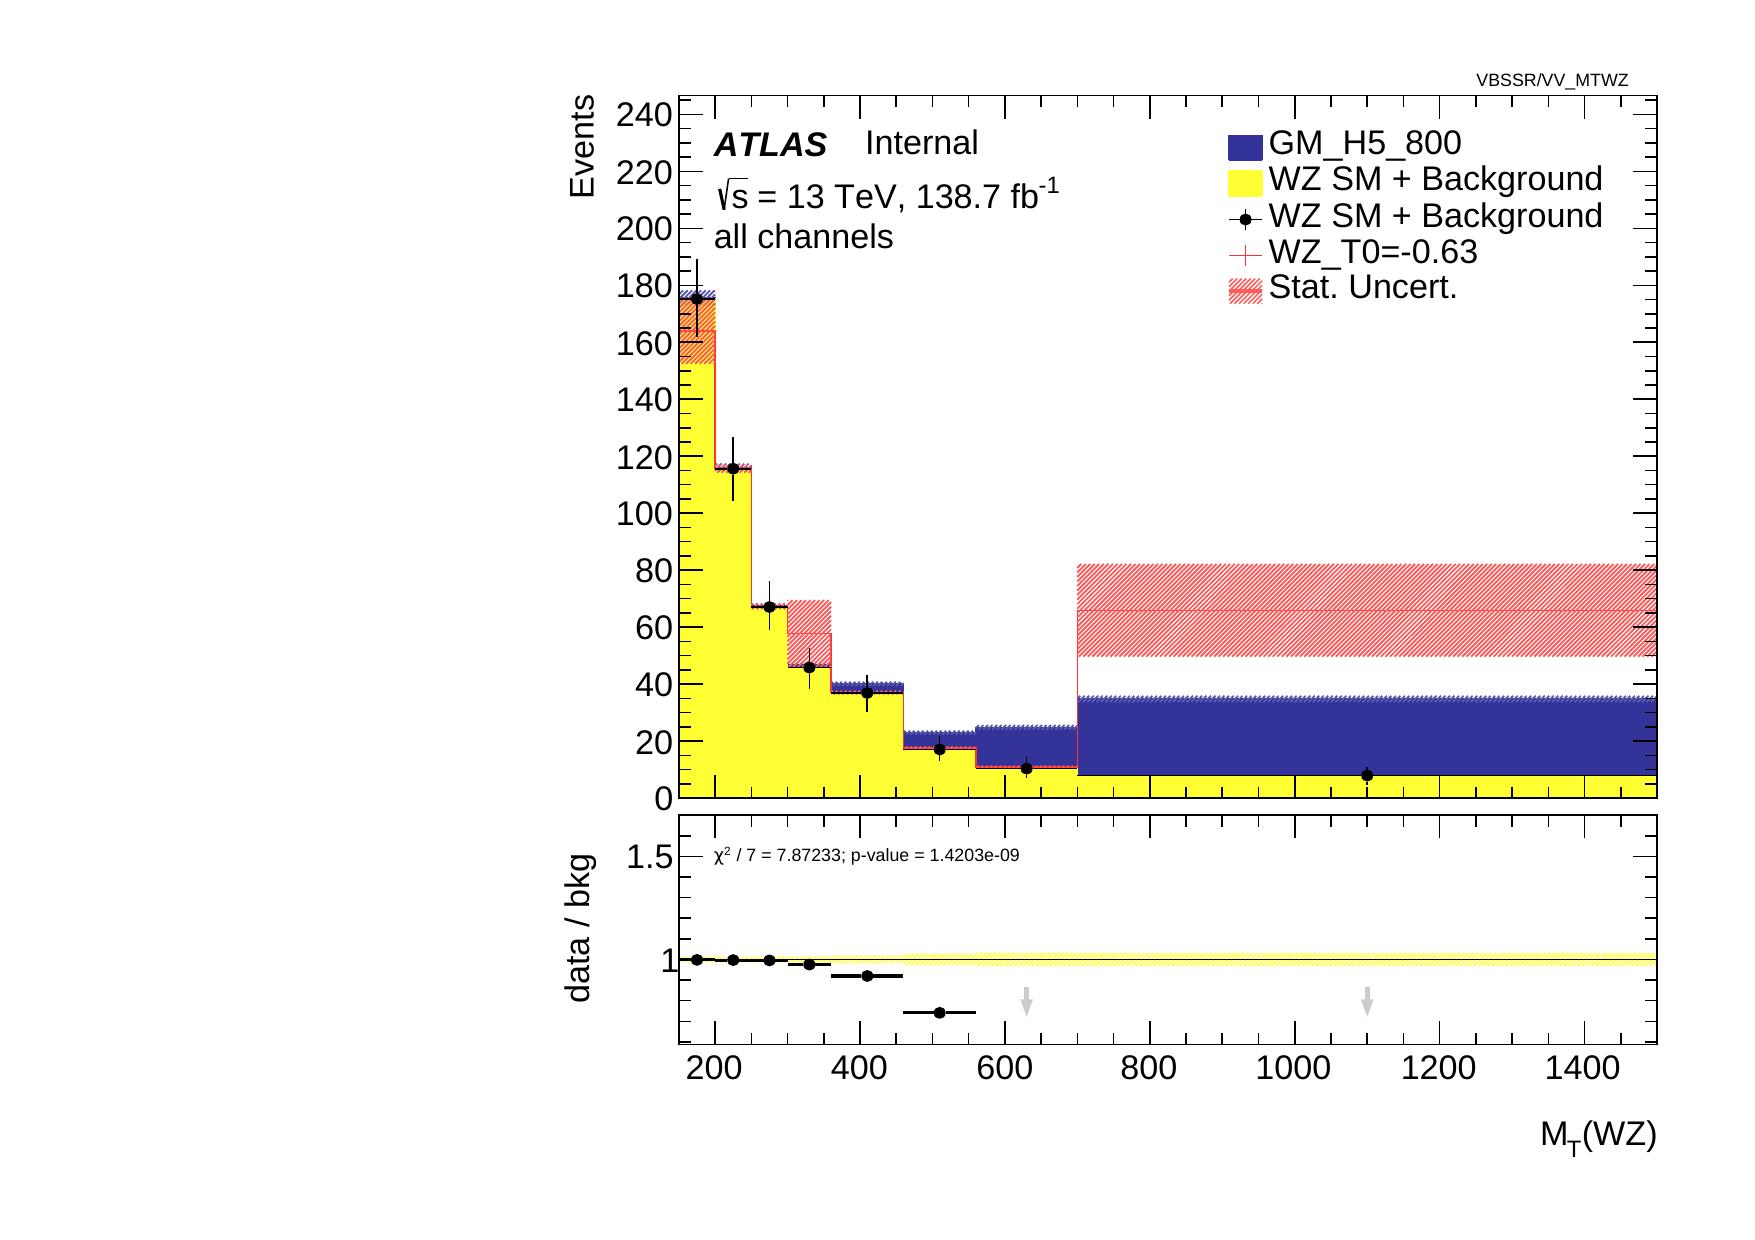 VBSSR/VV_MTWZ
Events
240
220
200
180
160
140
120
100
80
60
40
20
0
ATLAS Internal
√s = 13 TeV, 138.7 fb-1
all channels
GM_H5_800
WZ SM + Background
WZ SM + Background
WZ_T0=-0.63
Stat. Uncert.
data / bkg
1.5
1
χ2 / 7 = 7.87233; p-value = 1.4203e-09
200 400 600 800 1000 1200 1400
MT(WZ)